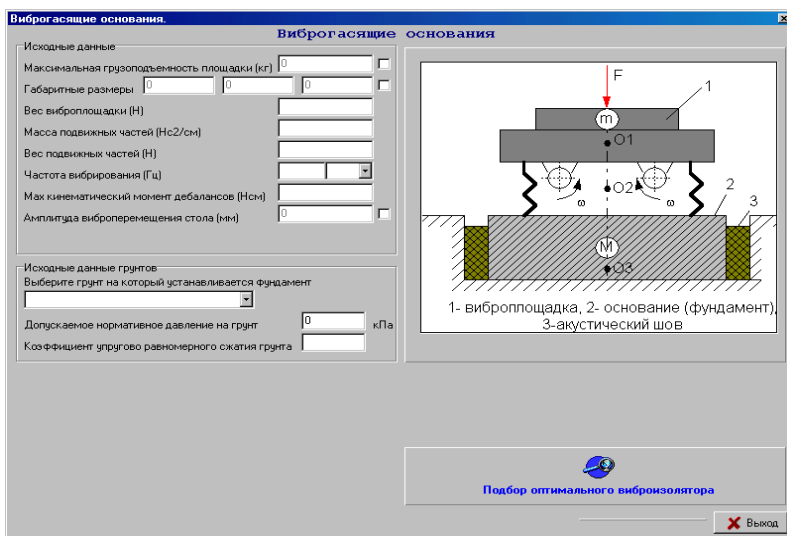 Виброгасящие основания.
Виброгасящие основания
Исходные данные
Максимальная грузоподъемность площадки (кг) 0
Габаритные размеры 0 0 0
Вес виброплощадки (Н)
Масса подвижных частей (Нс2/см)
Вес подвижных частей (Н)
Частота вибрирования (Гц)
Мах кинематический момент дебалансов (Нсм)
Амплитуда виброперемещения стола (мм) 0
Исходные данные грунтов
Выберите грунт на который устанавливается фундамент
Допускаемое нормативное давление на грунт 0 кПа
Коэффициент упругово равномерного сжатия грунта
F
1
m
O1
O2
ω ω
2
3
M
O3
1- виброплощадка, 2- основание (фундамент),
3-акустический шов
Подбор оптимального виброизолятора
Выход